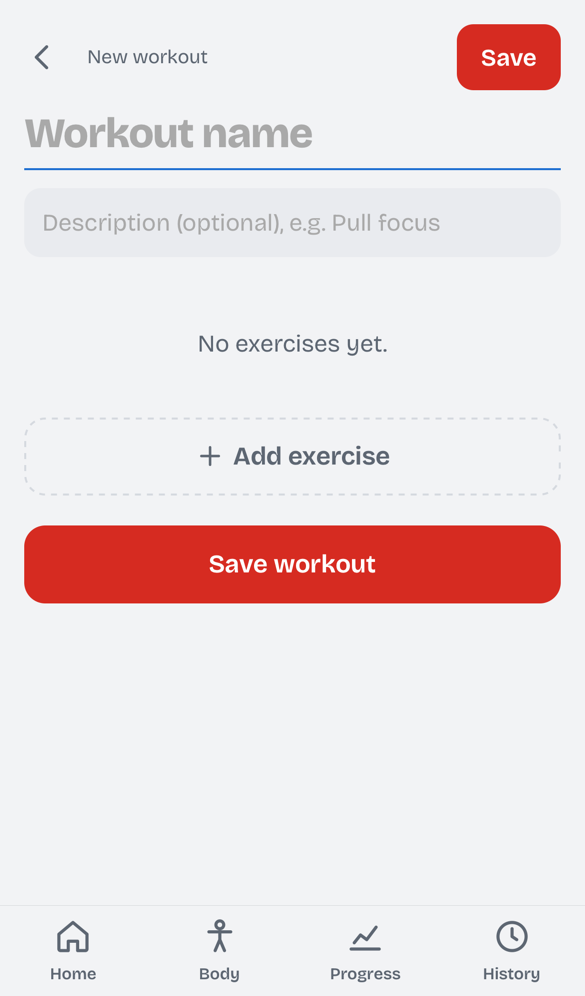 New workout
Save
Workout name
Description (optional), e.g. Pull focus
No exercises yet.
Add exercise
Save workout
Home
Body
Progress
History